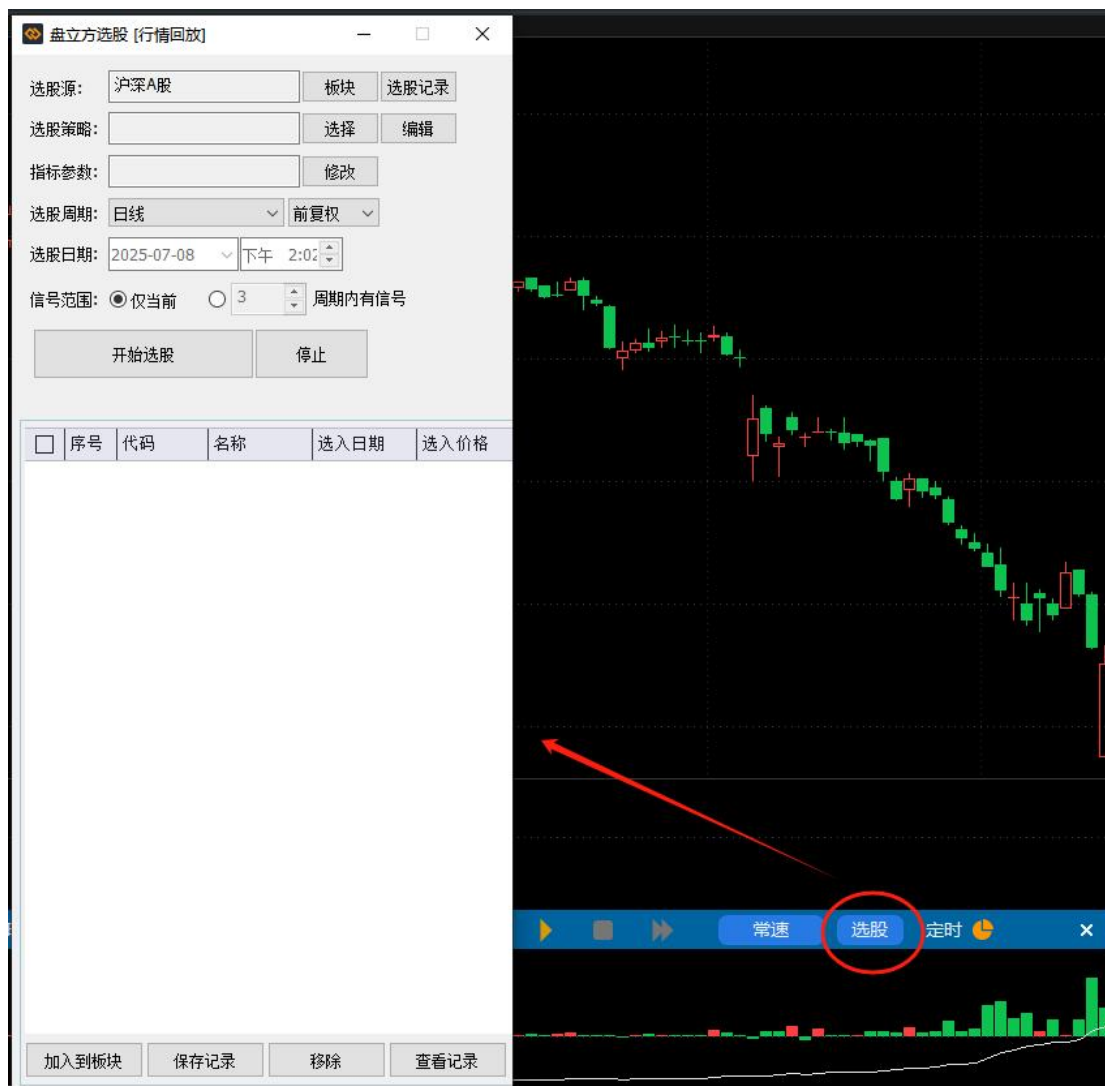 盘立方选股 [行情回放]
选股源: 沪深A股 板块 选股记录
选股策略: 选择 编辑
指标参数: 修改
选股周期: 日线 前复权
选股日期: 2025-07-08 下午 2:02
信号范围: 仅当前 3 周期内有信号
开始选股 停止
序号 代码 名称 选入日期 选入价格
常速 选股 定时
加入到板块 保存记录 移除 查看记录